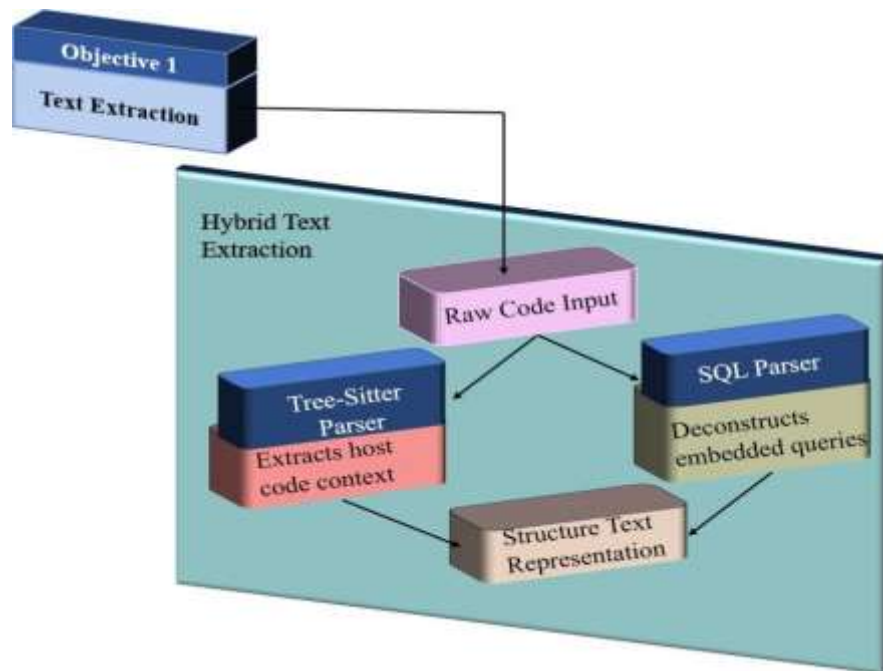 Objective 1
Text Extraction
Hybrid Text
Extraction
Raw Code Input
Tree-Sitter
Parser
Extracts host
code context
SQL Parser
Deconstructs
embedded queries
Structure Text
Representation